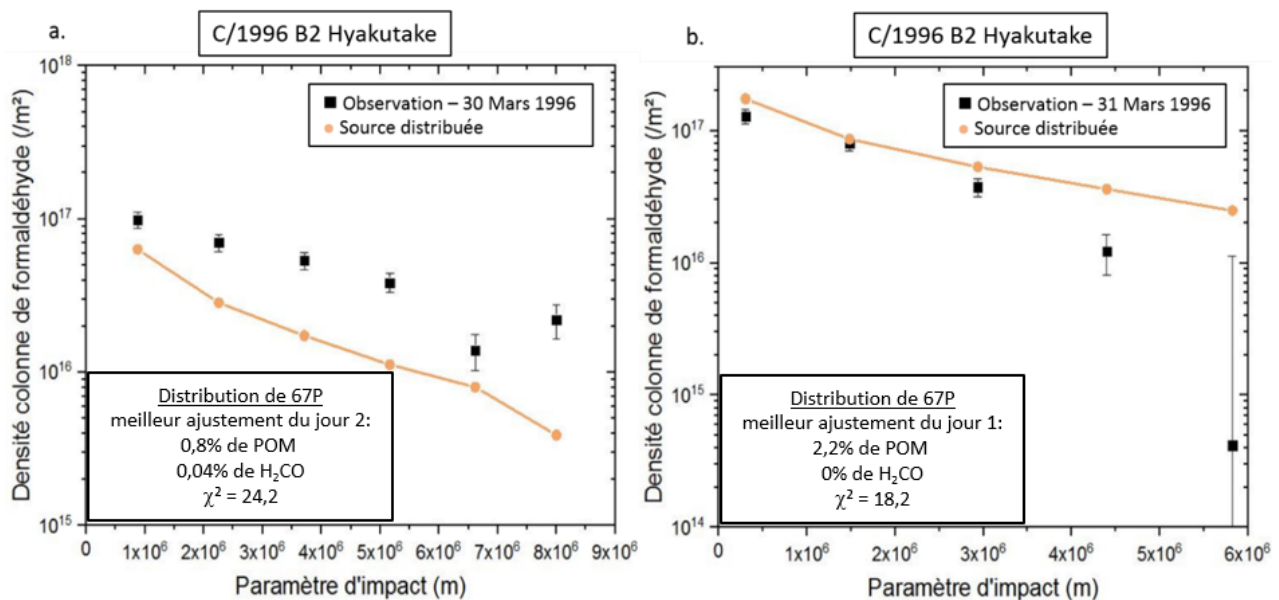 a.
C/1996 B2 Hyakutake
10¹⁸
10¹⁷
10¹⁶
10¹⁵
Densité colonne de formaldéhyde (/m²)
■ Observation – 30 Mars 1996
● Source distribuée
Distribution de 67P
meilleur ajustement du jour 2:
0,8% de POM
0,04% de H₂CO
χ² = 24,2
0 1x10⁶ 2x10⁶ 3x10⁶ 4x10⁶ 5x10⁶ 6x10⁶ 7x10⁶ 8x10⁶ 9x10⁶
Paramètre d'impact (m)
b.
C/1996 B2 Hyakutake
10¹⁷
10¹⁶
10¹⁵
10¹⁴
Densité colonne de formaldéhyde (/m²)
■ Observation – 31 Mars 1996
● Source distribuée
Distribution de 67P
meilleur ajustement du jour 1:
2,2% de POM
0% de H₂CO
χ² = 18,2
0 1x10⁶ 2x10⁶ 3x10⁶ 4x10⁶ 5x10⁶ 6x10⁶
Paramètre d'impact (m)